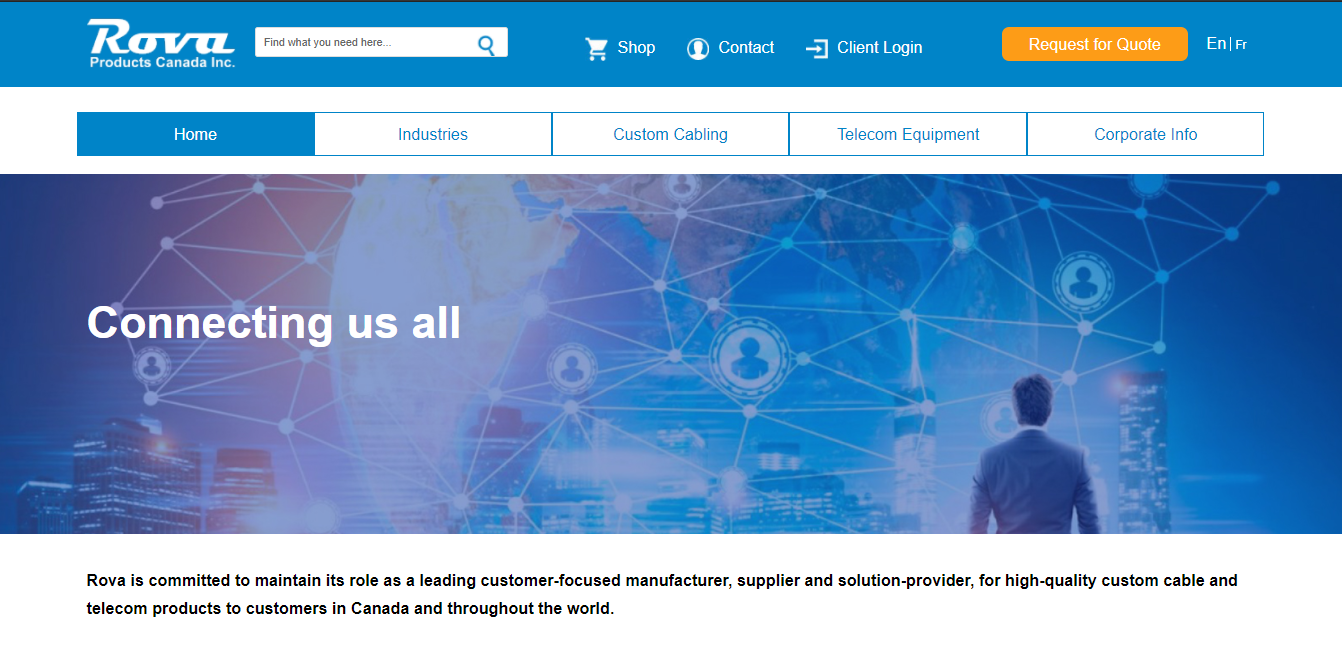 Rova
Products Canada Inc.
Find what you need here...
Shop
Contact
Client Login
Request for Quote
En | Fr
Home
Industries
Custom Cabling
Telecom Equipment
Corporate Info
Connecting us all
Rova is committed to maintain its role as a leading customer-focused manufacturer, supplier and solution-provider, for high-quality custom cable and
telecom products to customers in Canada and throughout the world.